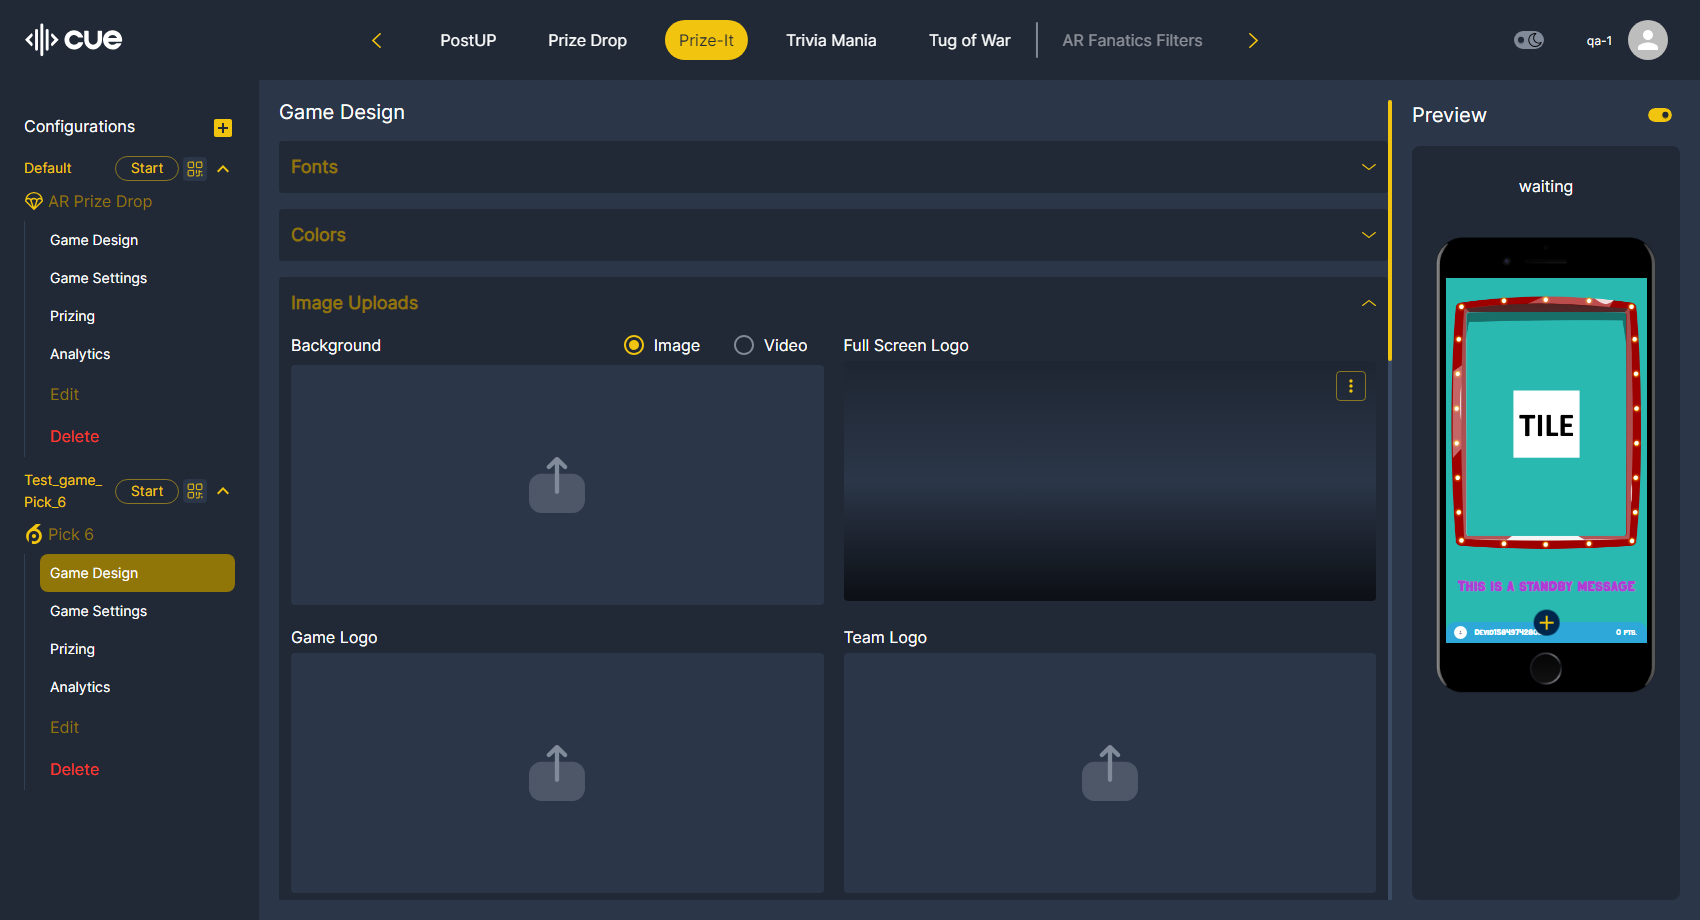 cue
PostUP
Prize Drop
Prize-It
Trivia Mania
Tug of War
AR Fanatics Filters
qa-1
Configurations
Default
Start
AR Prize Drop
Game Design
Game Settings
Prizing
Analytics
Edit
Delete
Test_game_
Pick_6
Start
Pick 6
Game Design
Game Settings
Prizing
Analytics
Edit
Delete
Game Design
Fonts
Colors
Image Uploads
Background
Image
Video
Full Screen Logo
Game Logo
Team Logo
Preview
waiting
TILE
THIS IS A STANDBY MESSAGE
0 PTS.